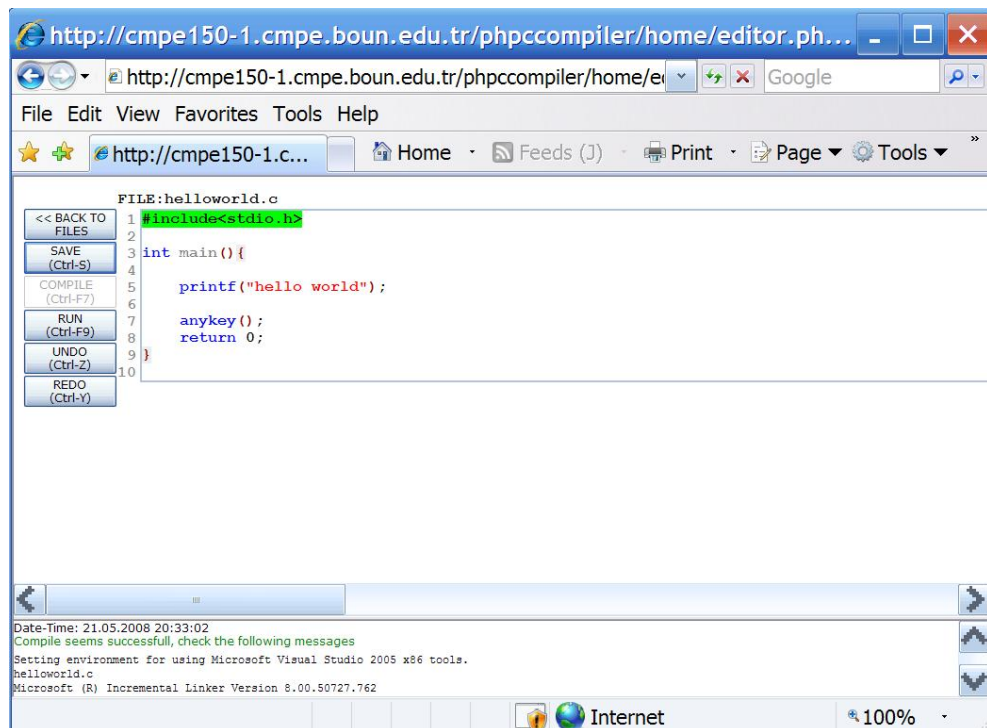 http://cmpe150-1.cmpe.boun.edu.tr/phpccompiler/home/editor.ph...
http://cmpe150-1.cmpe.boun.edu.tr/phpccompiler/home/e Google
File Edit View Favorites Tools Help
http://cmpe150-1.c... Home Feeds (J) Print Page Tools »
FILE:helloworld.c
<< BACK TO FILES
SAVE (Ctrl-S)
COMPILE (Ctrl-F7)
RUN (Ctrl-F9)
UNDO (Ctrl-Z)
REDO (Ctrl-Y)
1 #include<stdio.h>
2
3 int main(){
4
5 printf("hello world");
6
7 anykey();
8 return 0;
9 }
10
Date-Time: 21.05.2008 20:33:02
Compile seems successfull, check the following messages
Setting environment for using Microsoft Visual Studio 2005 x86 tools.
helloworld.c
Microsoft (R) Incremental Linker Version 8.00.50727.762
Internet 100%